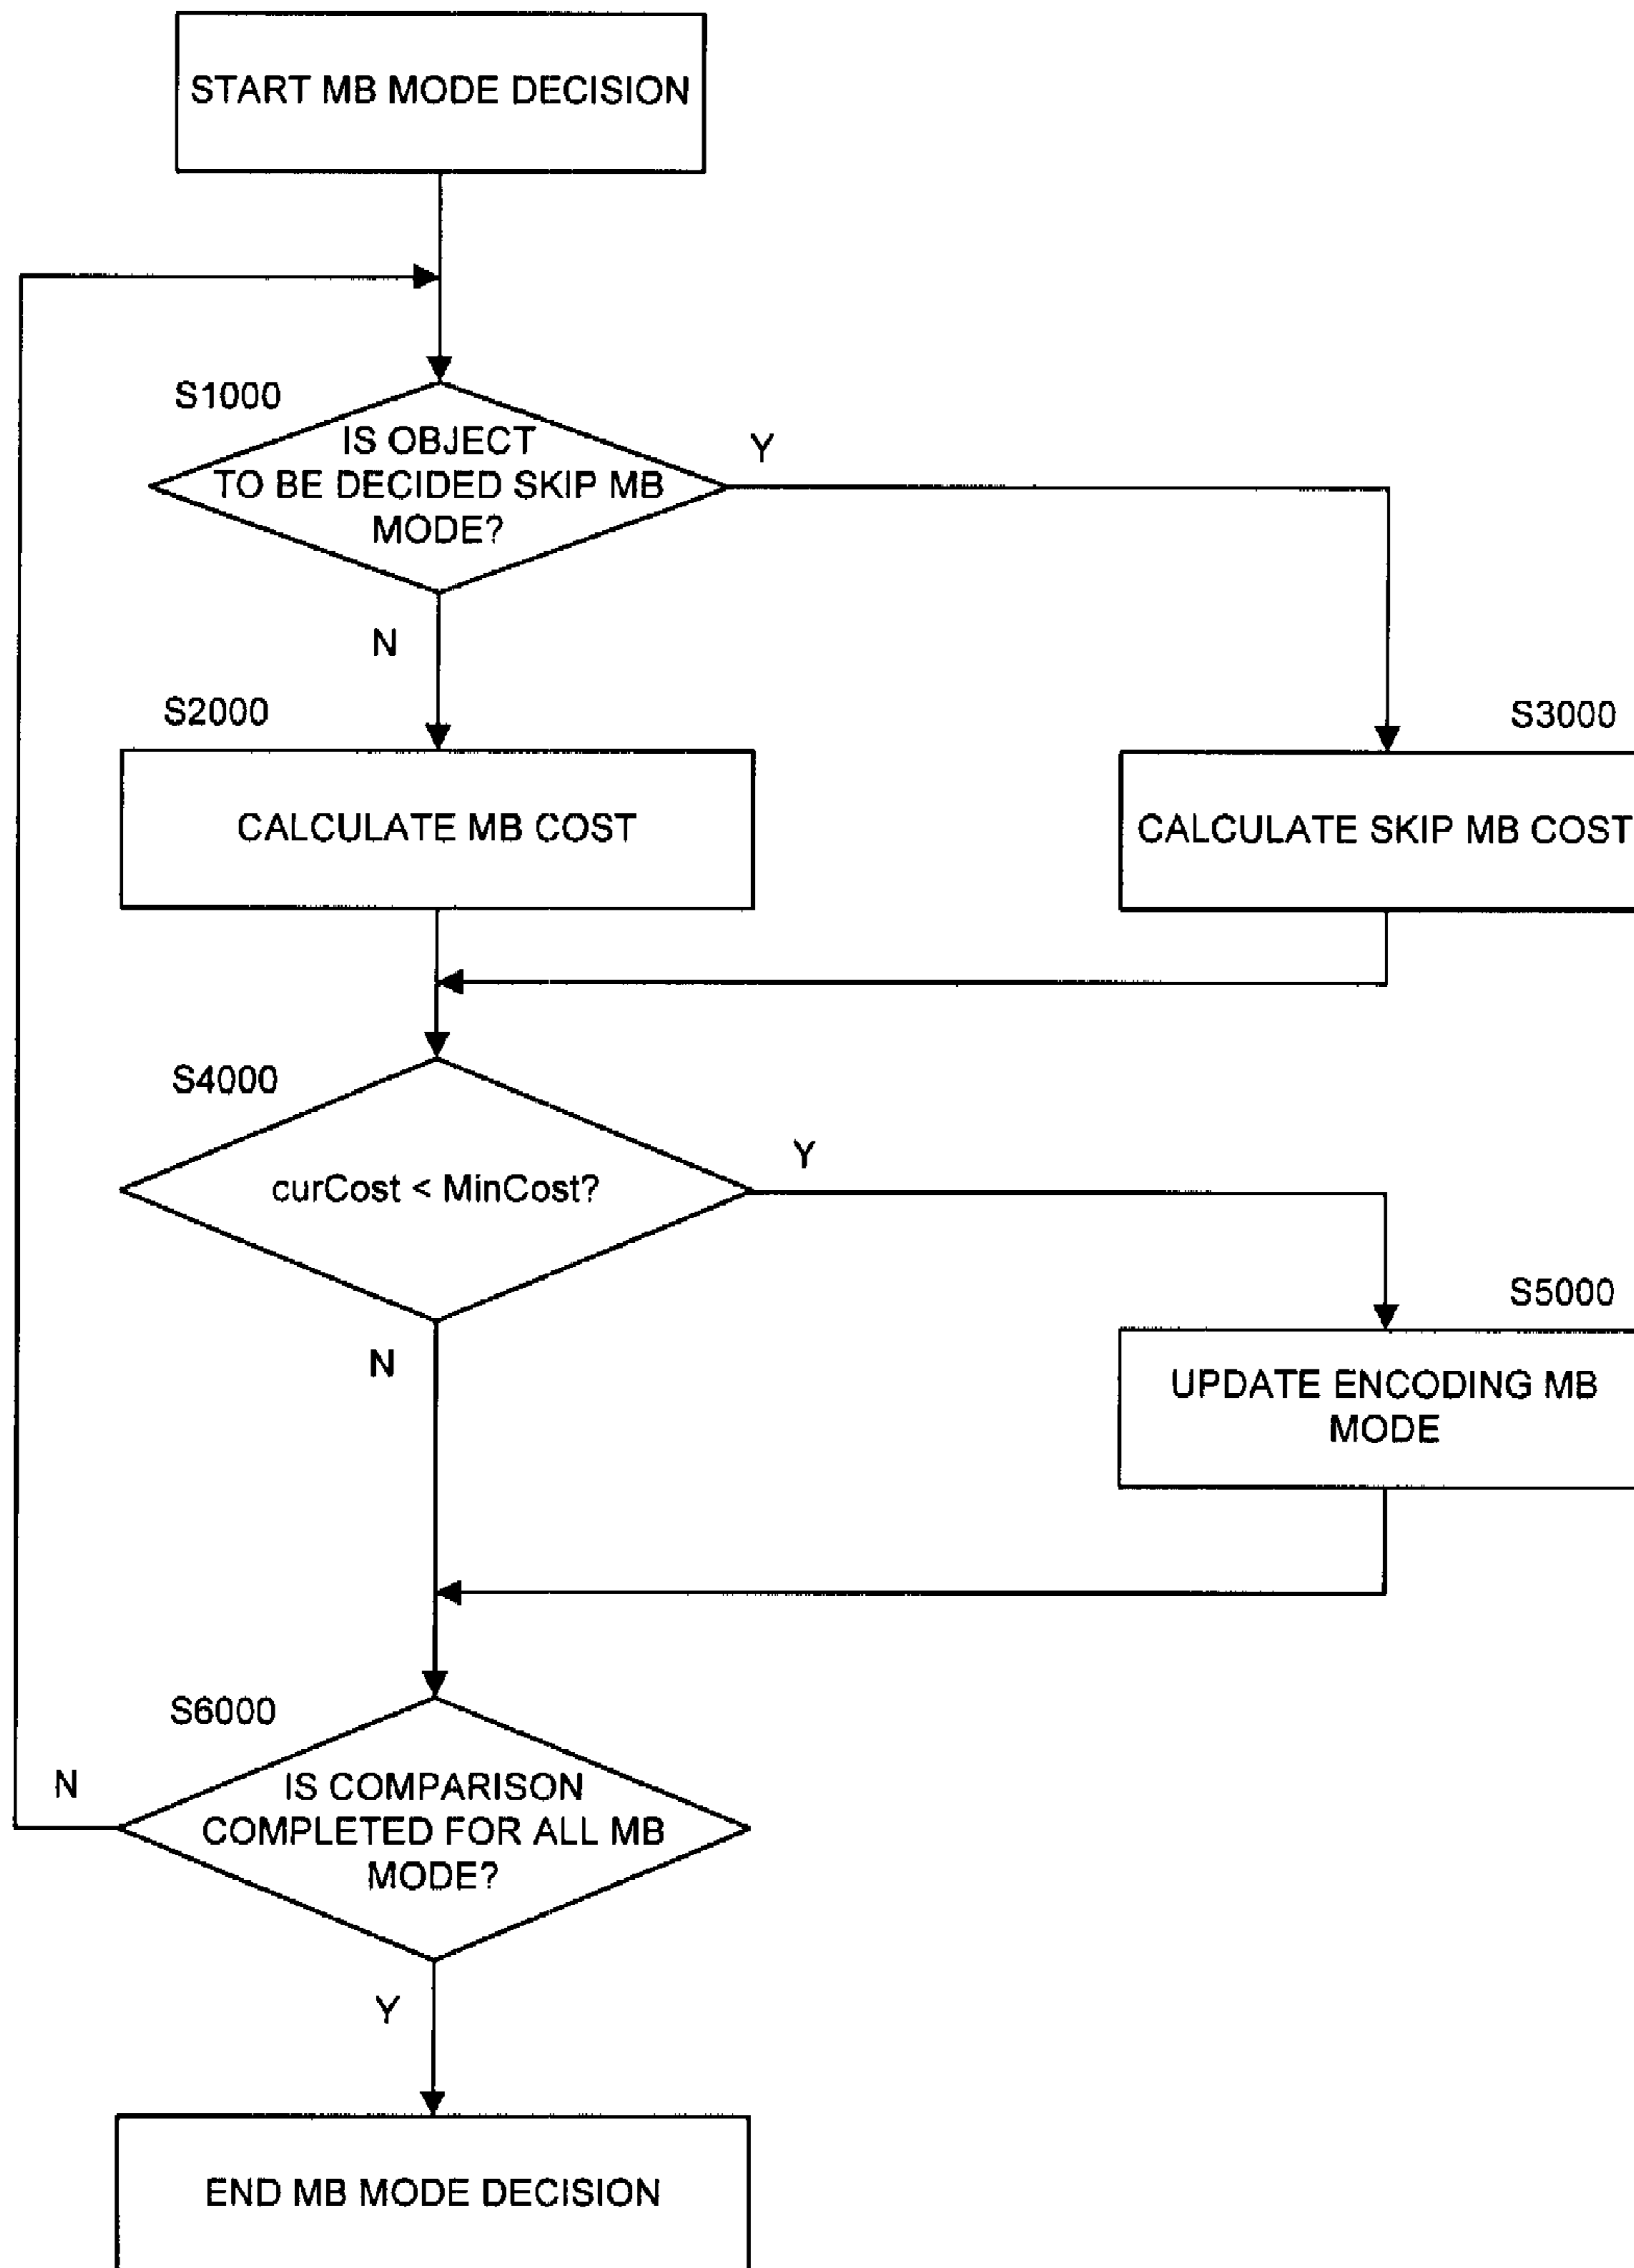 START MB MODE DECISION
S1000
IS OBJECT
TO BE DECIDED SKIP MB
MODE?
Y
N
S2000
CALCULATE MB COST
S3000
CALCULATE SKIP MB COST
S4000
curCost < MinCost?
Y
N
S5000
UPDATE ENCODING MB
MODE
S6000
IS COMPARISON
COMPLETED FOR ALL MB
MODE?
N
Y
END MB MODE DECISION